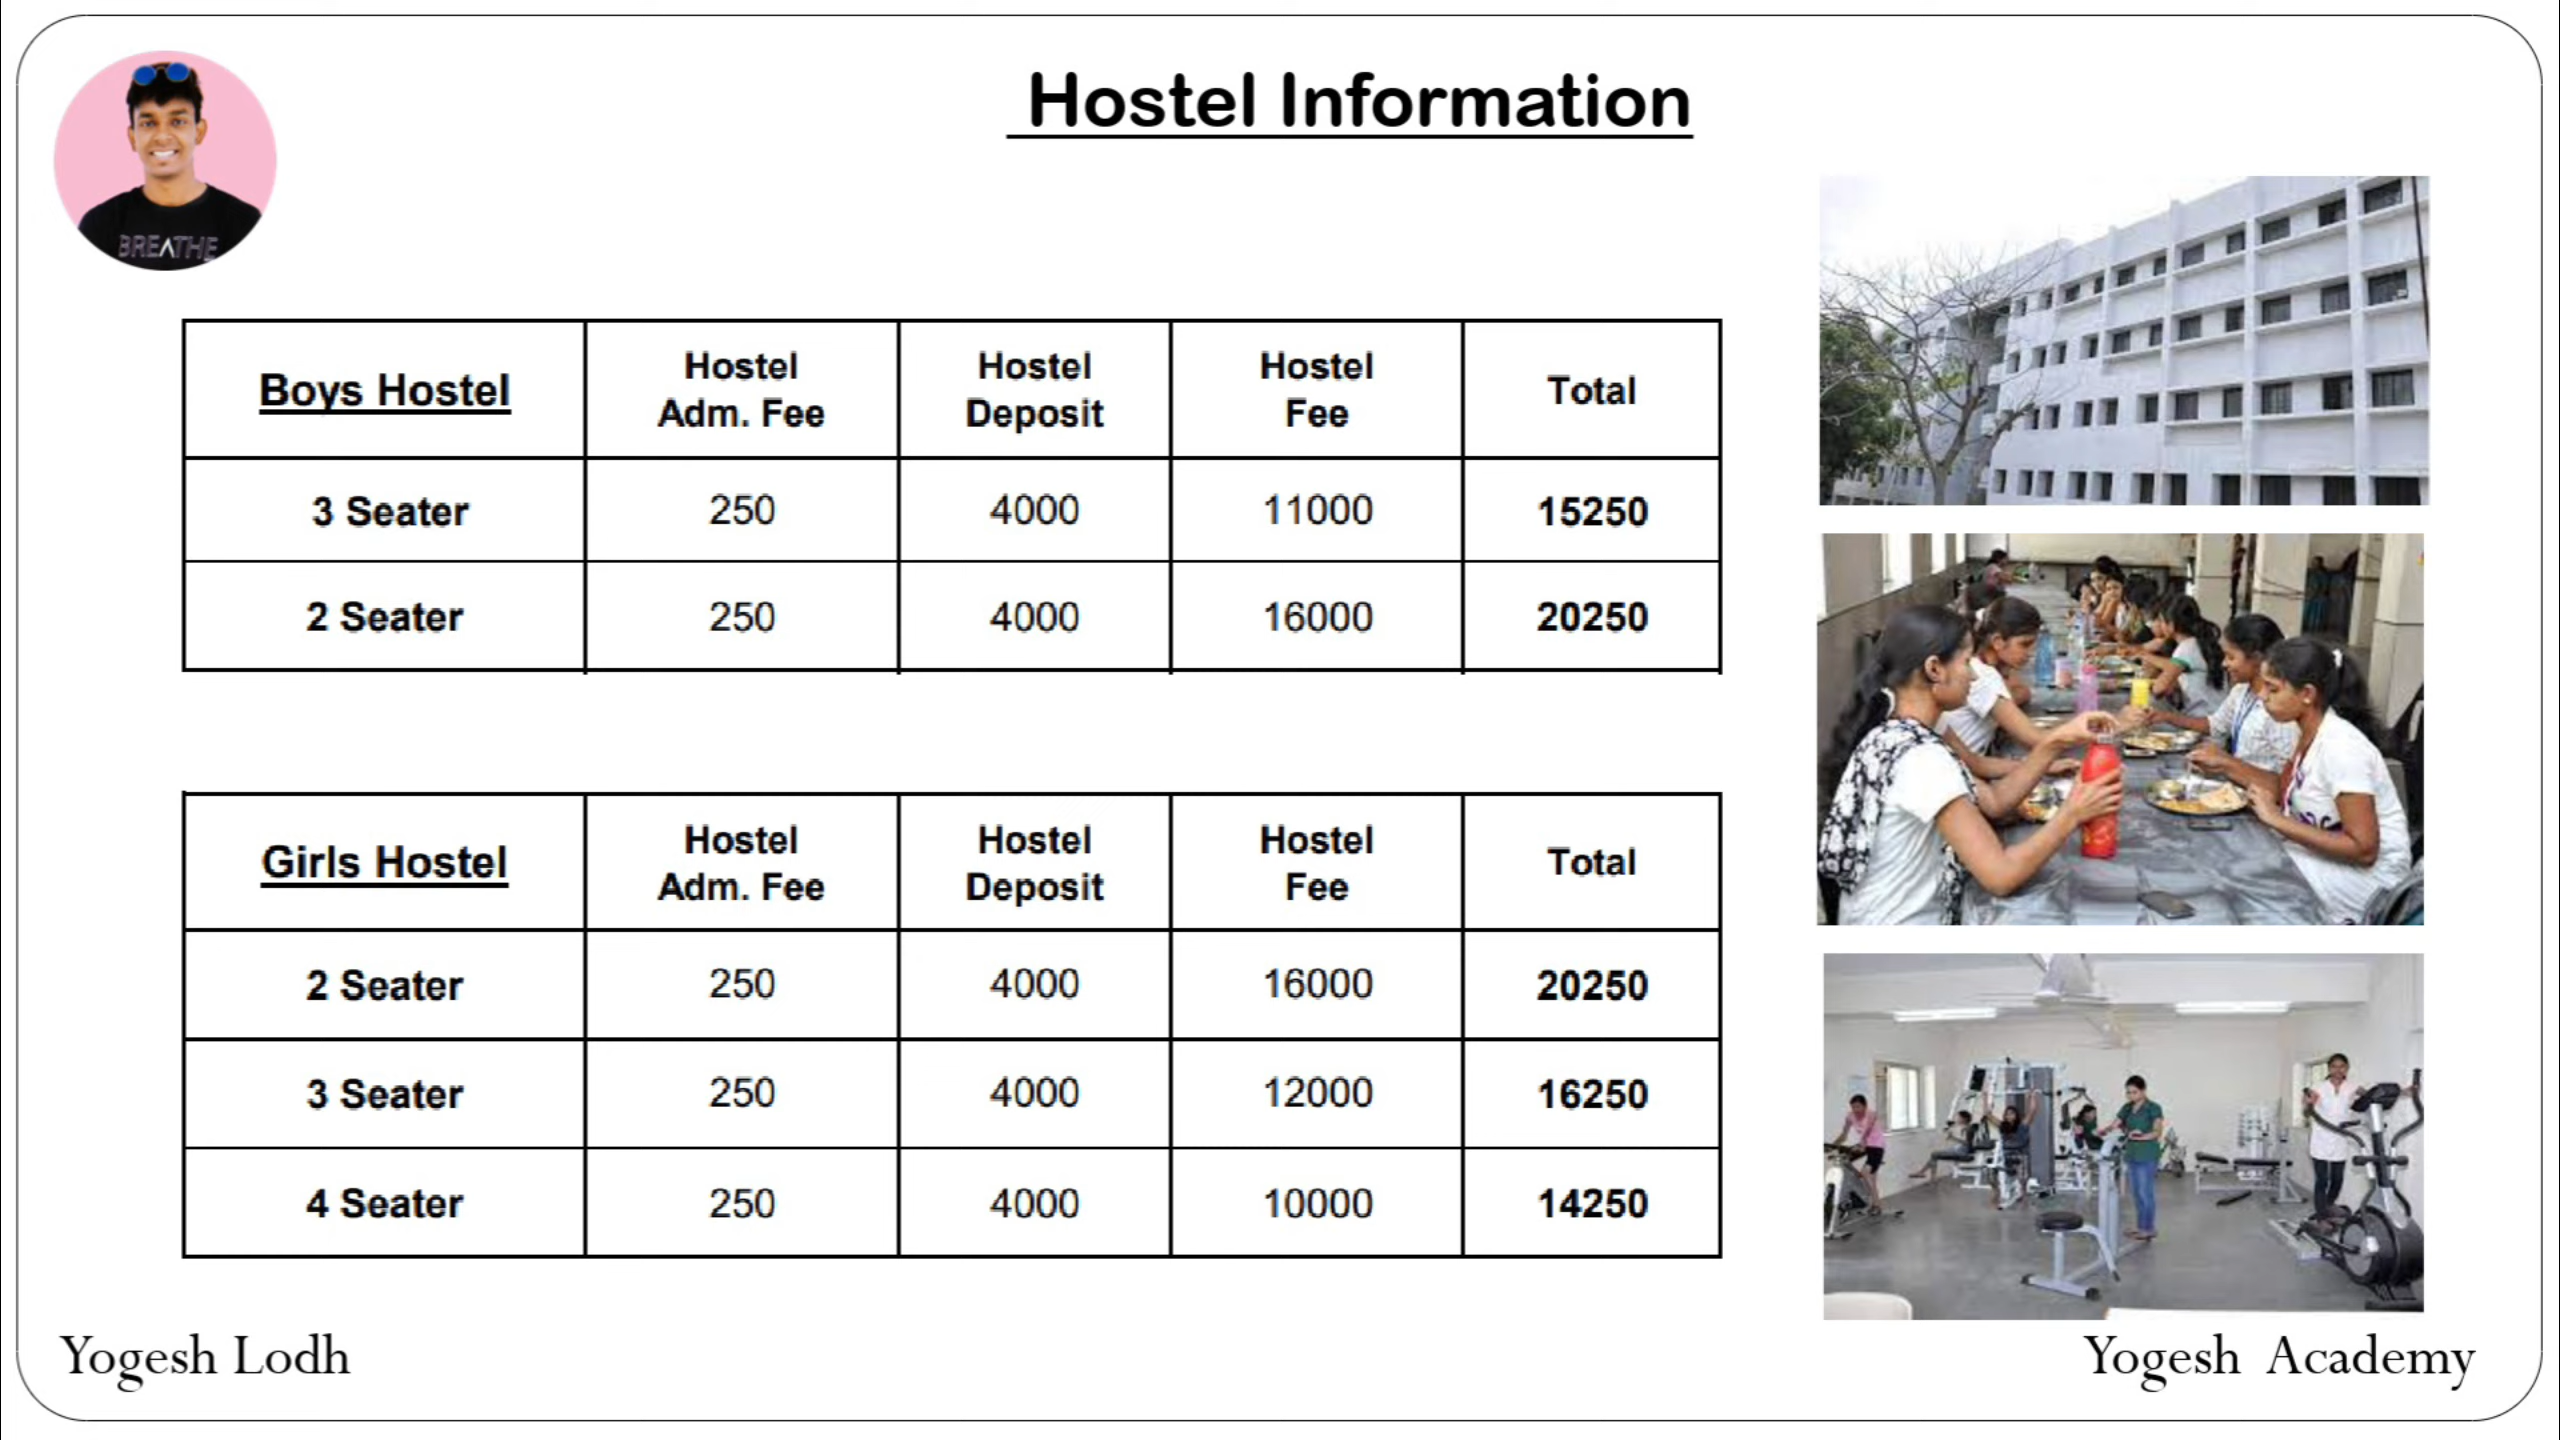 Hostel Information
BREATHE
Boys Hostel Hostel Adm. Fee Hostel Deposit Hostel Fee Total
3 Seater 250 4000 11000 15250
2 Seater 250 4000 16000 20250
Girls Hostel Hostel Adm. Fee Hostel Deposit Hostel Fee Total
2 Seater 250 4000 16000 20250
3 Seater 250 4000 12000 16250
4 Seater 250 4000 10000 14250
Yogesh Lodh
Yogesh Academy